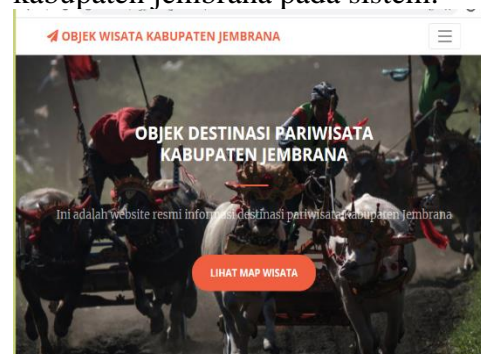 kabupaten jembrana pada sistem.
OBJEK WISATA KABUPATEN JEMBRANA
OBJEK DESTINASI PARIWISATA
KABUPATEN JEMBRANA
Ini adalah website resmi informasi destinasi pariwisata Kabupaten Jembrana
LIHAT MAP WISATA